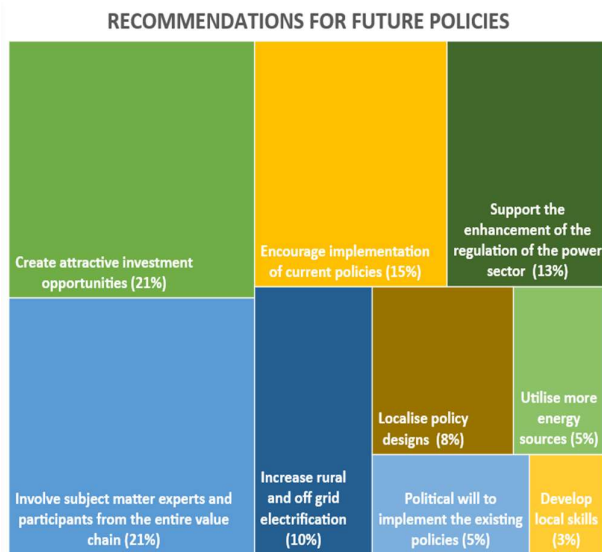 RECOMMENDATIONS FOR FUTURE POLICIES
Create attractive investment
opportunities (21%)
Encourage implementation
of current policies (15%)
Support the
enhancement of the
regulation of the power
sector (13%)
Involve subject matter experts and
participants from the entire value
chain (21%)
Increase rural
and off grid
electrification
(10%)
Localise policy
designs (8%)
Utilise more
energy
sources (5%)
Political will to
implement the existing
policies (5%)
Develop
local skills
(3%)